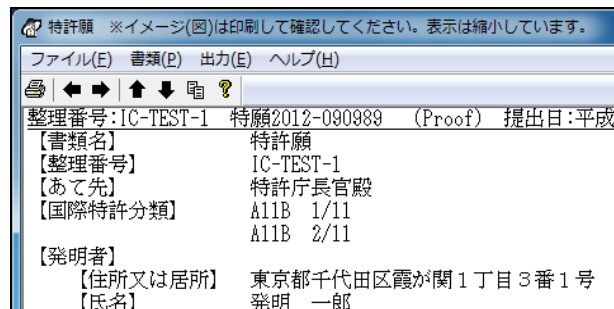 特許願　※イメージ(図)は印刷して確認してください。表示は縮小しています。
ファイル(F)　書類(P)　出力(E)　ヘルプ(H)
整理番号:IC-TEST-1　特願2012-090989　(Proof)　提出日:平成
【書類名】　特許願
【整理番号】　IC-TEST-1
【あて先】　特許庁長官殿
【国際特許分類】　A11B　1/11
A11B　2/11
【発明者】
【住所又は居所】　東京都千代田区霞が関１丁目３番１号
【氏名】　発明　一郎